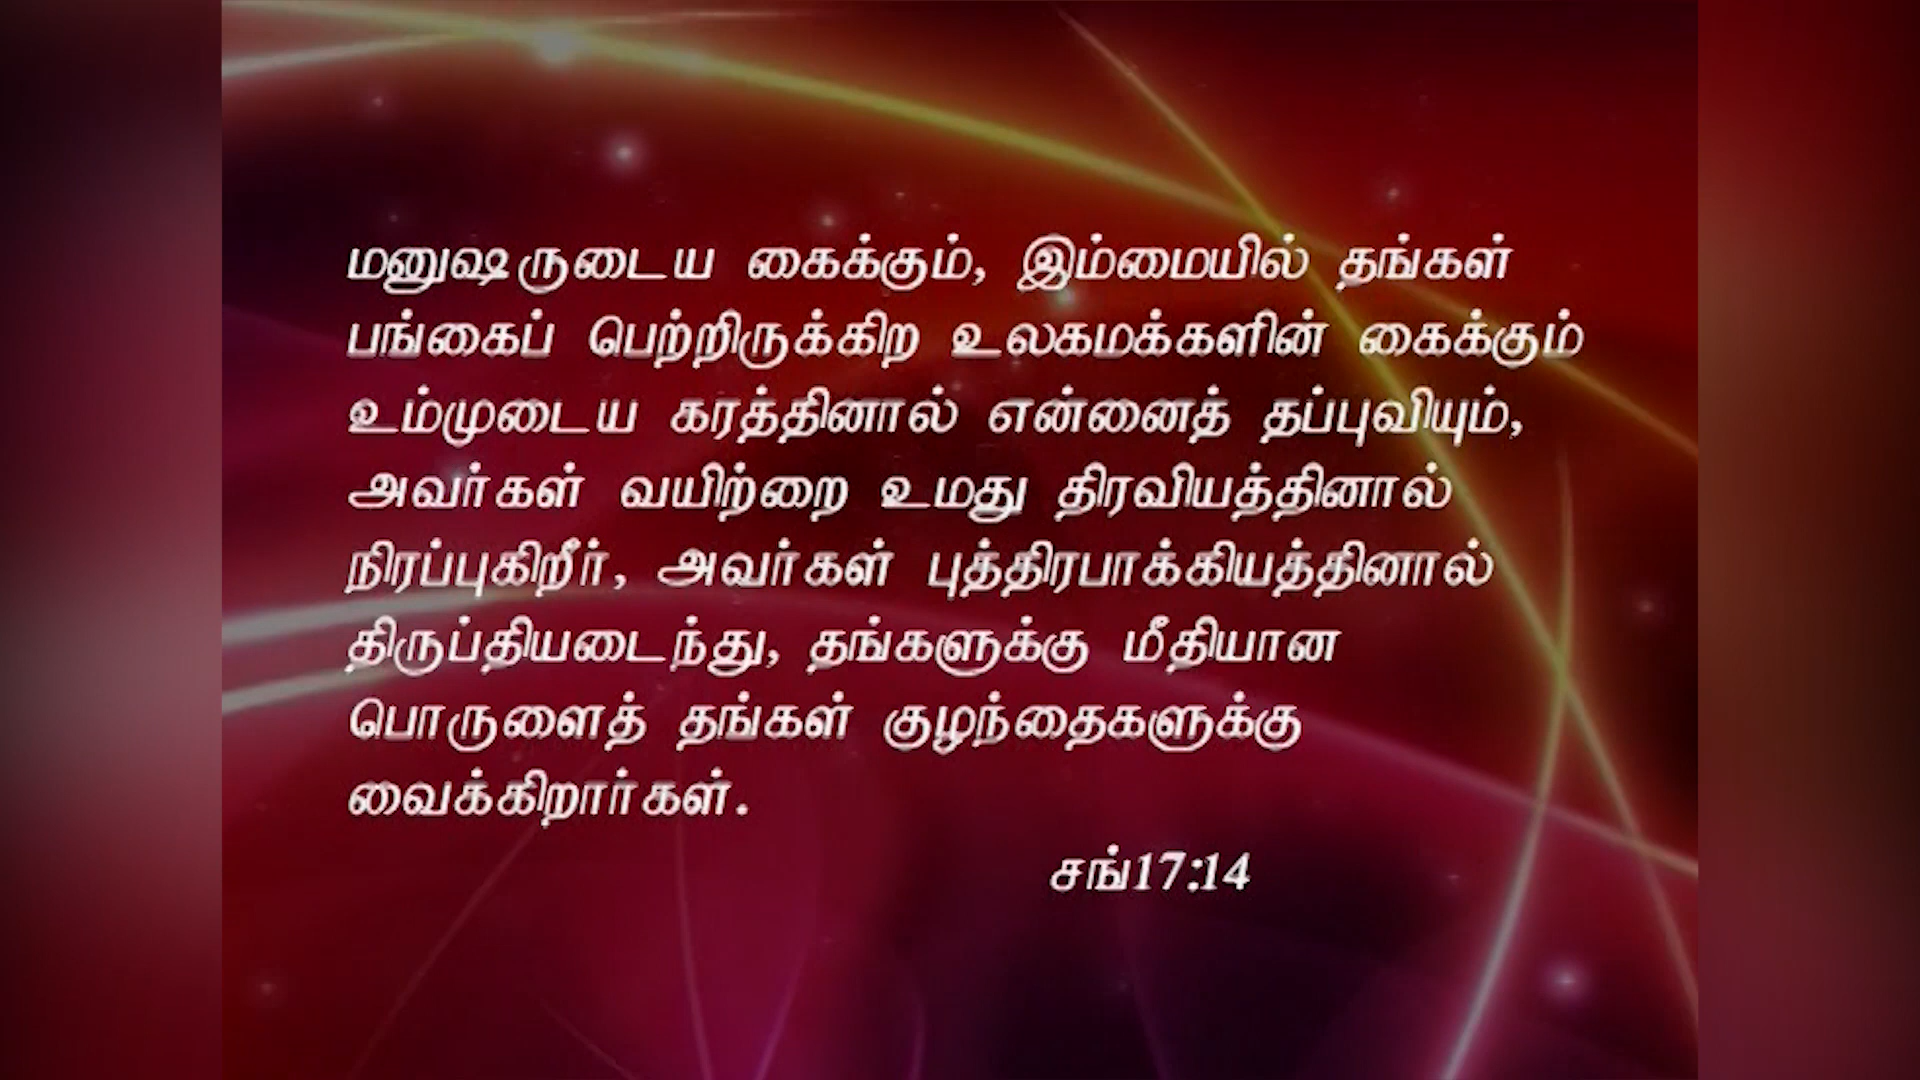 மனுஷருடைய கைக்கும், இம்மையில் தங்கள்
பங்கைப் பெற்றிருக்கிற உலகமக்களின் கைக்கும்
உம்முடைய கரத்தினால் என்னைத் தப்புவியும்,
அவர்கள் வயிற்றை உமது திரவியத்தினால்
நிரப்புகிறீர், அவர்கள் புத்திரபாக்கியத்தினால்
திருப்தியடைந்து, தங்களுக்கு மீதியான
பொருளைத் தங்கள் குழந்தைகளுக்கு
வைக்கிறார்கள்.
சங்17:14